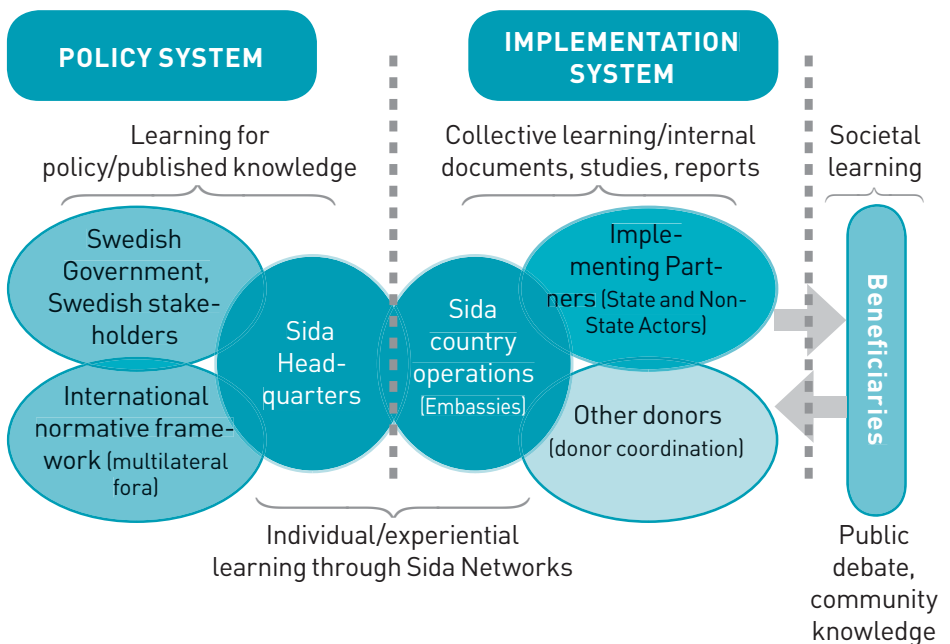 POLICY SYSTEM
IMPLEMENTATION
SYSTEM
Learning for
policy/published knowledge
Collective learning/internal
documents, studies, reports
Societal
learning
Swedish
Government,
Swedish stake-
holders
International
normative frame-
work (multilateral
fora)
Sida
Head-
quarters
Sida
country
operations
(Embassies)
Imple-
menting Part-
ners (State and Non-
State Actors)
Other donors
(donor coordination)
Beneficiaries
Individual/experiential
learning through Sida Networks
Public
debate,
community
knowledge